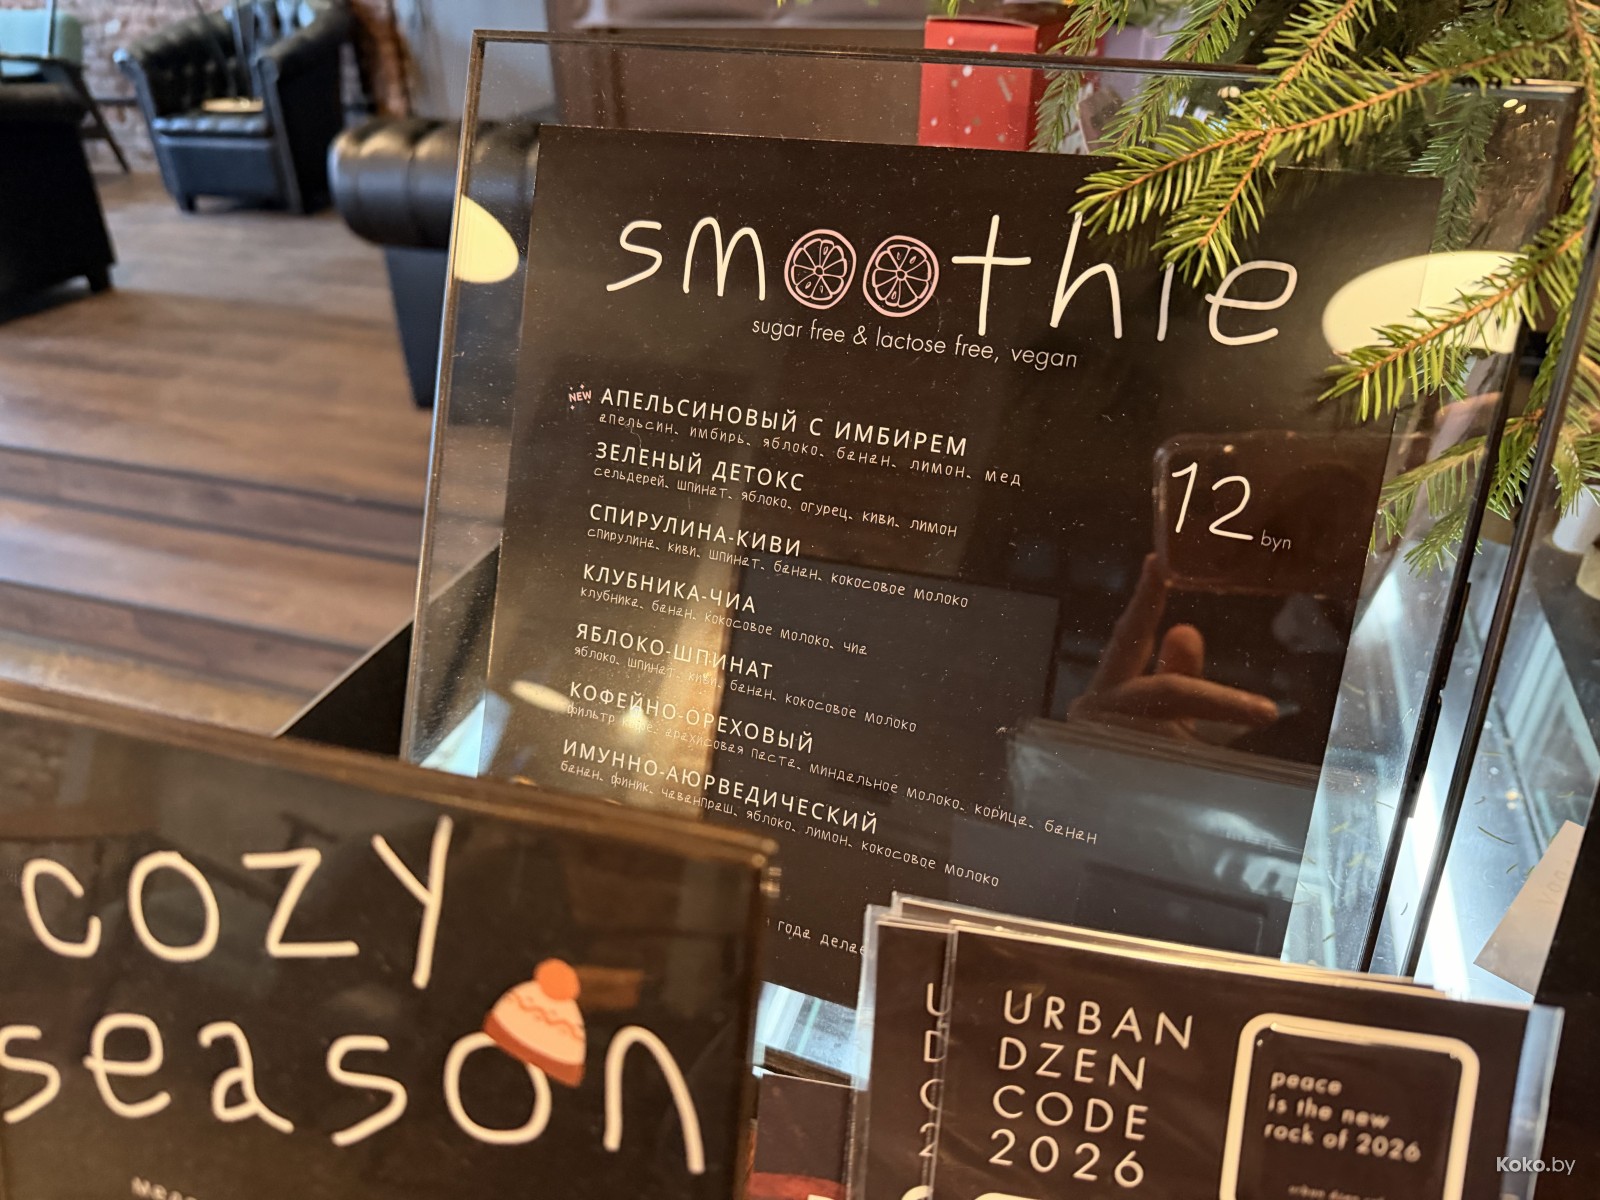 smoothie
sugar free & lactose free, vegan
NEW
АПЕЛЬСИНОВЫЙ С ИМБИРЕМ
апельсин, имбирь, яблоко, банан, лимон, мед
ЗЕЛЕНЫЙ ДЕТОКС
сельдерей, шпинат, яблоко, огурец, киви, лимон
СПИРУЛИНА-КИВИ
спирулина, киви, шпинат, банан, кокосовое молоко
КЛУБНИКА-ЧИА
клубника, банан, кокосовое молоко, чиа
ЯБЛОКО-ШПИНАТ
яблоко, шпинат, киви, банан, кокосовое молоко
КОФЕЙНО-ОРЕХОВЫЙ
фильтр кофе, арахисовая паста, миндальное молоко, корица, банан
ИМУННО-АЮРВЕДИЧЕСКИЙ
банан, финик, чаванпраш, яблоко, лимон, кокосовое молоко
12 byn
года делае
cozy
season
URBAN
DZEN
CODE
2026
peace
is the new
rock of 2026
Koko.by